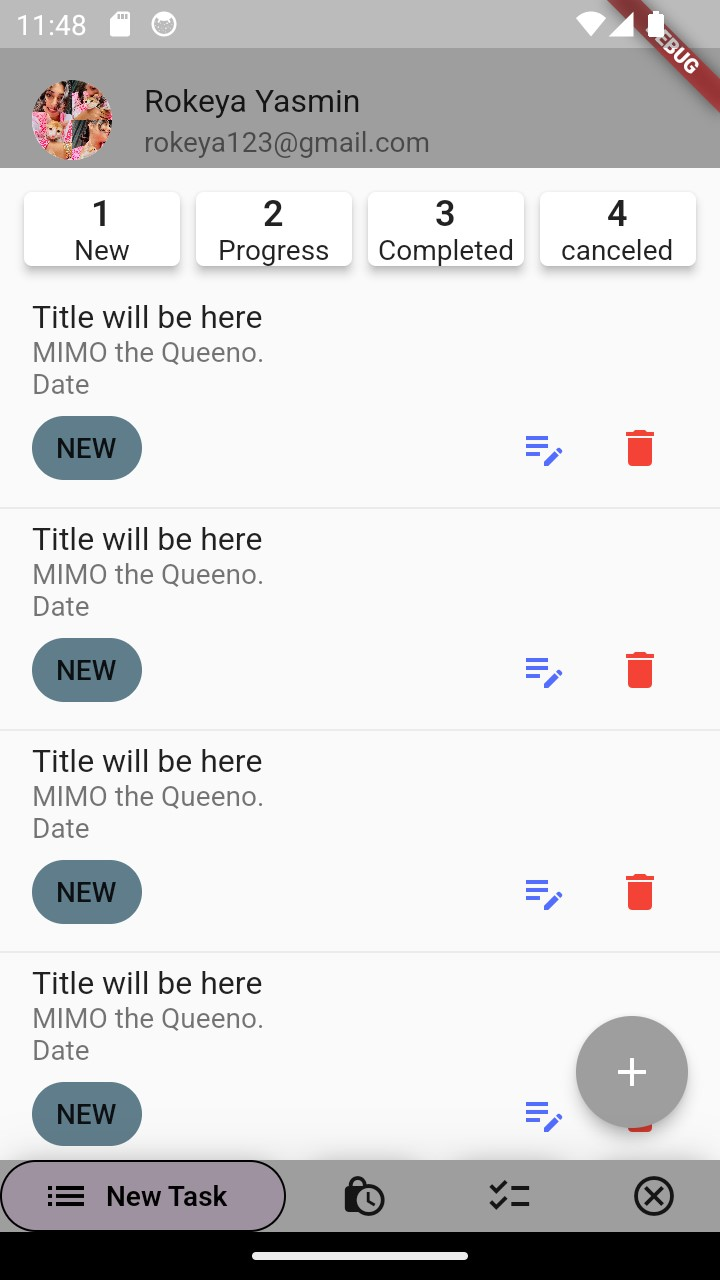 11:48
EBUG
Rokeya Yasmin
rokeya123@gmail.com
1 2 3 4
New Progress Completed canceled
Title will be here
MIMO the Queeno.
Date
NEW
Title will be here
MIMO the Queeno.
Date
NEW
Title will be here
MIMO the Queeno.
Date
NEW
Title will be here
MIMO the Queeno.
Date
NEW
New Task